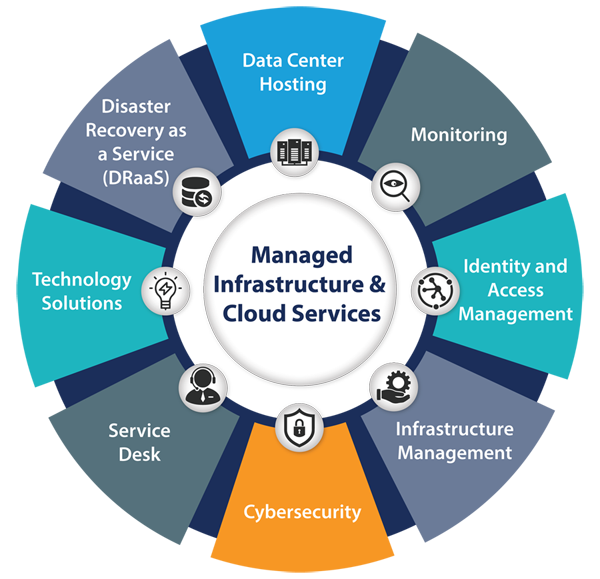 Data Center
Hosting
Monitoring
Identity and
Access
Management
Infrastructure
Management
Cybersecurity
Service
Desk
Technology
Solutions
Disaster
Recovery as
a Service
(DRaaS)
Managed
Infrastructure &
Cloud Services